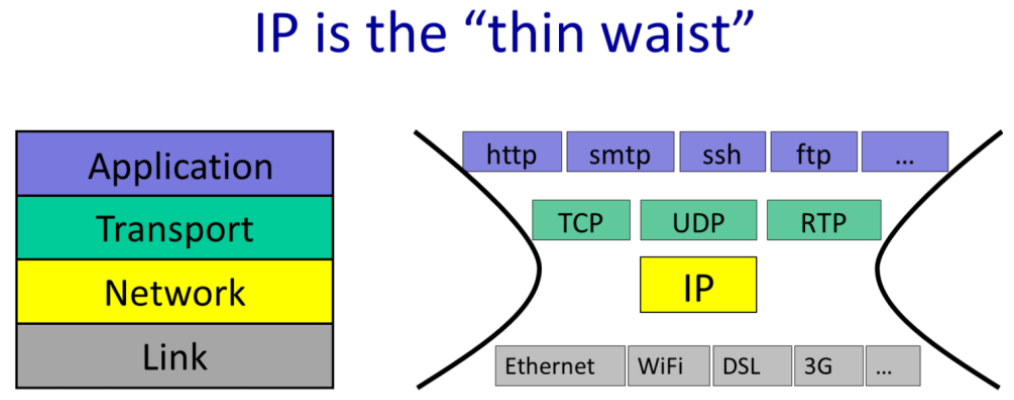 IP is the “thin waist”
Application
Transport
Network
Link
http smtp ssh ftp ...
TCP UDP RTP
IP
Ethernet WiFi DSL 3G ...